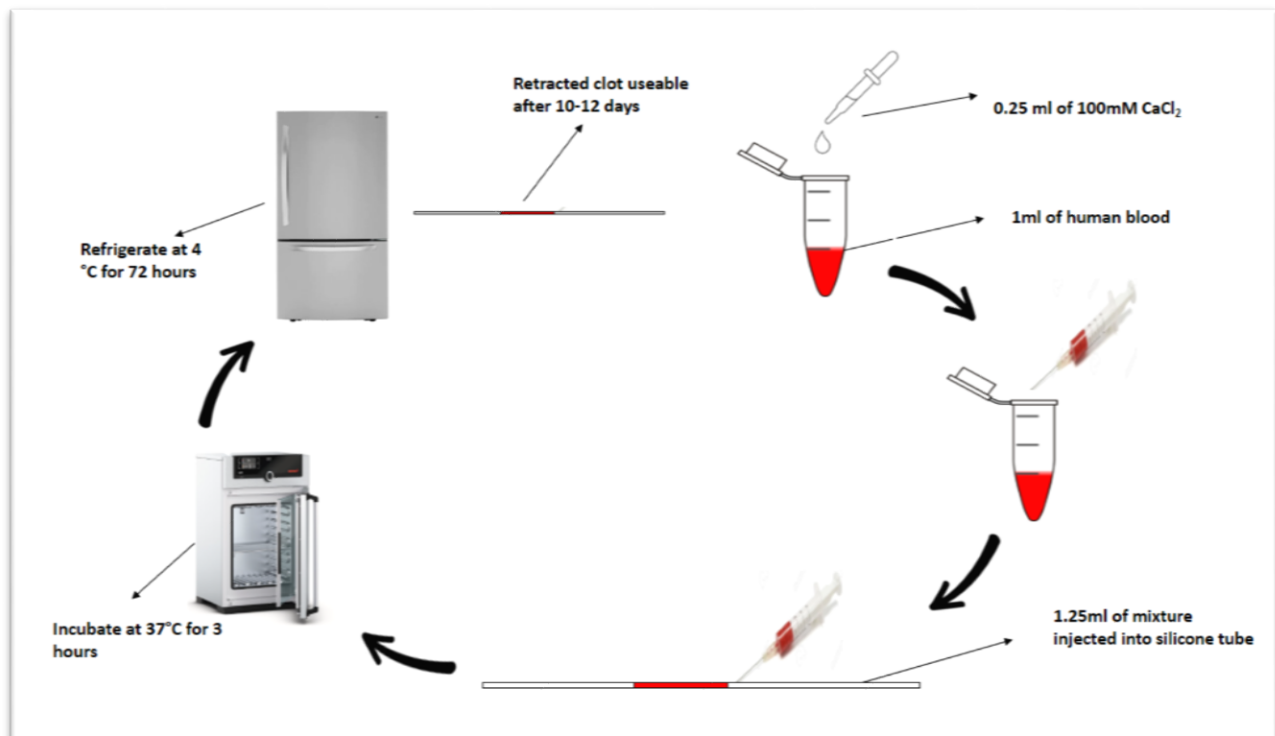 Retracted clot useable
after 10-12 days
0.25 ml of 100mM CaCl₂
1ml of human blood
Refrigerate at 4
°C for 72 hours
1.25ml of mixture
injected into silicone tube
Incubate at 37°C for 3
hours